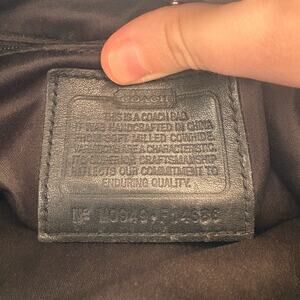 COACH
THIS IS A COACH BAG.
IT WAS HANDCRAFTED IN CHINA
FROM SOFT MILLED COWHIDE.
VARIATIONS ARE CHARACTERISTIC.
ITS SUPERIOR CRAFTSMANSHIP
REFLECTS OUR COMMITMENT TO
ENDURING QUALITY.